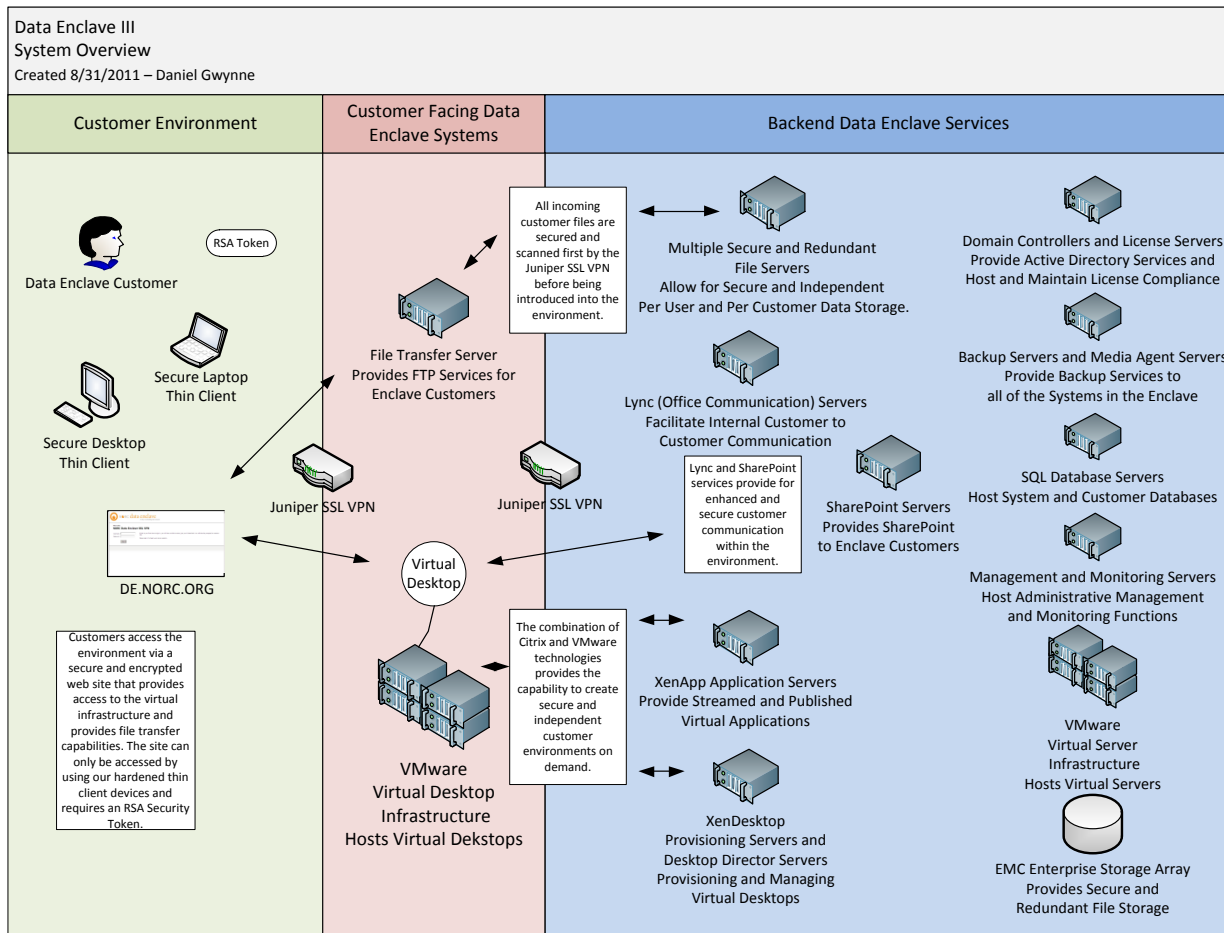 Data Enclave III
System Overview
Created 8/31/2011 – Daniel Gwynne
Customer Environment
Customer Facing Data
Enclave Systems
Backend Data Enclave Services
RSA Token
Data Enclave Customer
Secure Laptop
Thin Client
Secure Desktop
Thin Client
DE.NORC.ORG
Customers access the
environment via a
secure and encrypted
web site that provides
access to the virtual
infrastructure and
provides file transfer
capabilities. The site can
only be accessed by
using our hardened thin
client devices and
requires an RSA Security
Token.
Juniper SSL VPN
File Transfer Server
Provides FTP Services for
Enclave Customers
Virtual
Desktop
VMware
Virtual Desktop
Infrastructure
Hosts Virtual Dekstops
All incoming
customer files are
secured and
scanned first by the
Juniper SSL VPN
before being
introduced into the
environment.
Juniper SSL VPN
The combination of
Citrix and VMware
technologies
provides the
capability to create
secure and
independent
customer
environments on
demand.
Multiple Secure and Redundant
File Servers
Allow for Secure and Independent
Per User and Per Customer Data Storage.
Lync (Office Communication) Servers
Facilitate Internal Customer to
Customer Communication
Lync and SharePoint
services provide for
enhanced and
secure customer
communication
within the
environment.
SharePoint Servers
Provides SharePoint
to Enclave Customers
XenApp Application Servers
Provide Streamed and Published
Virtual Applications
XenDesktop
Provisioning Servers and
Desktop Director Servers
Provisioning and Managing
Virtual Desktops
Domain Controllers and License Servers
Provide Active Directory Services and
Host and Maintain License Compliance
Backup Servers and Media Agent Servers
Provide Backup Services to
all of the Systems in the Enclave
SQL Database Servers
Host System and Customer Databases
Management and Monitoring Servers
Host Administrative Management
and Monitoring Functions
VMware
Virtual Server
Infrastructure
Hosts Virtual Servers
EMC Enterprise Storage Array
Provides Secure and
Redundant File Storage